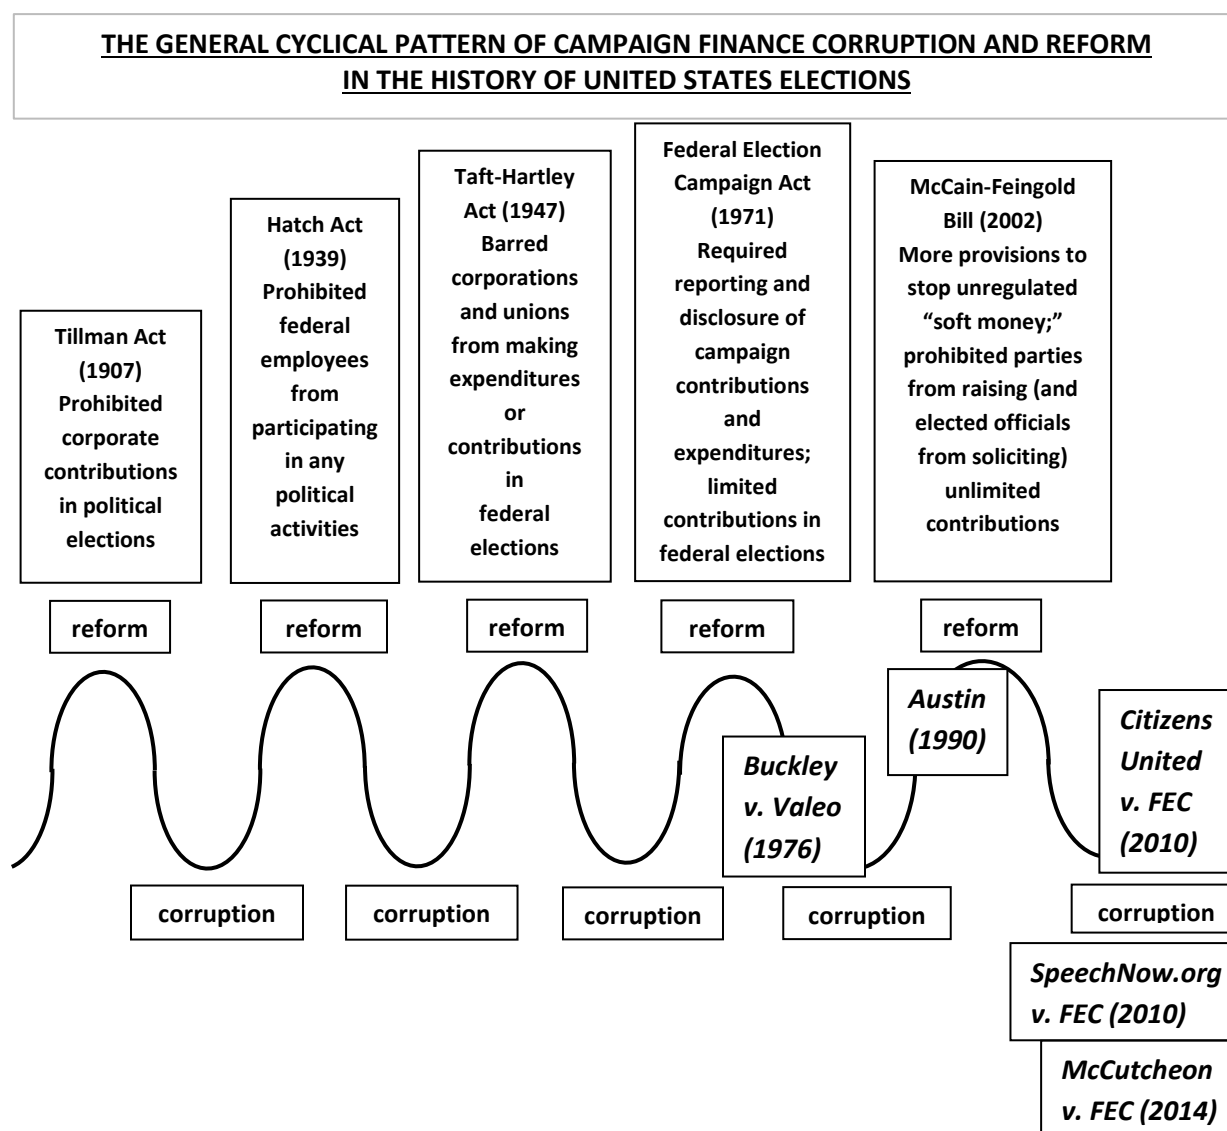 THE GENERAL CYCLICAL PATTERN OF CAMPAIGN FINANCE CORRUPTION AND REFORM
IN THE HISTORY OF UNITED STATES ELECTIONS
Tillman Act
(1907)
Prohibited
corporate
contributions
in political
elections
Hatch Act
(1939)
Prohibited
federal
employees
from
participating
in any
political
activities
Taft-Hartley
Act (1947)
Barred
corporations
and unions
from making
expenditures
or
contributions
in
federal
elections
Federal Election
Campaign Act
(1971)
Required
reporting and
disclosure of
campaign
contributions
and
expenditures;
limited
contributions in
federal elections
McCain-Feingold
Bill (2002)
More provisions to
stop unregulated
“soft money;”
prohibited parties
from raising (and
elected officials
from soliciting)
unlimited
contributions
reform
reform
reform
reform
reform
Buckley
v. Valeo
(1976)
Austin
(1990)
Citizens
United
v. FEC
(2010)
corruption
corruption
corruption
corruption
corruption
SpeechNow.org
v. FEC (2010)
McCutcheon
v. FEC (2014)